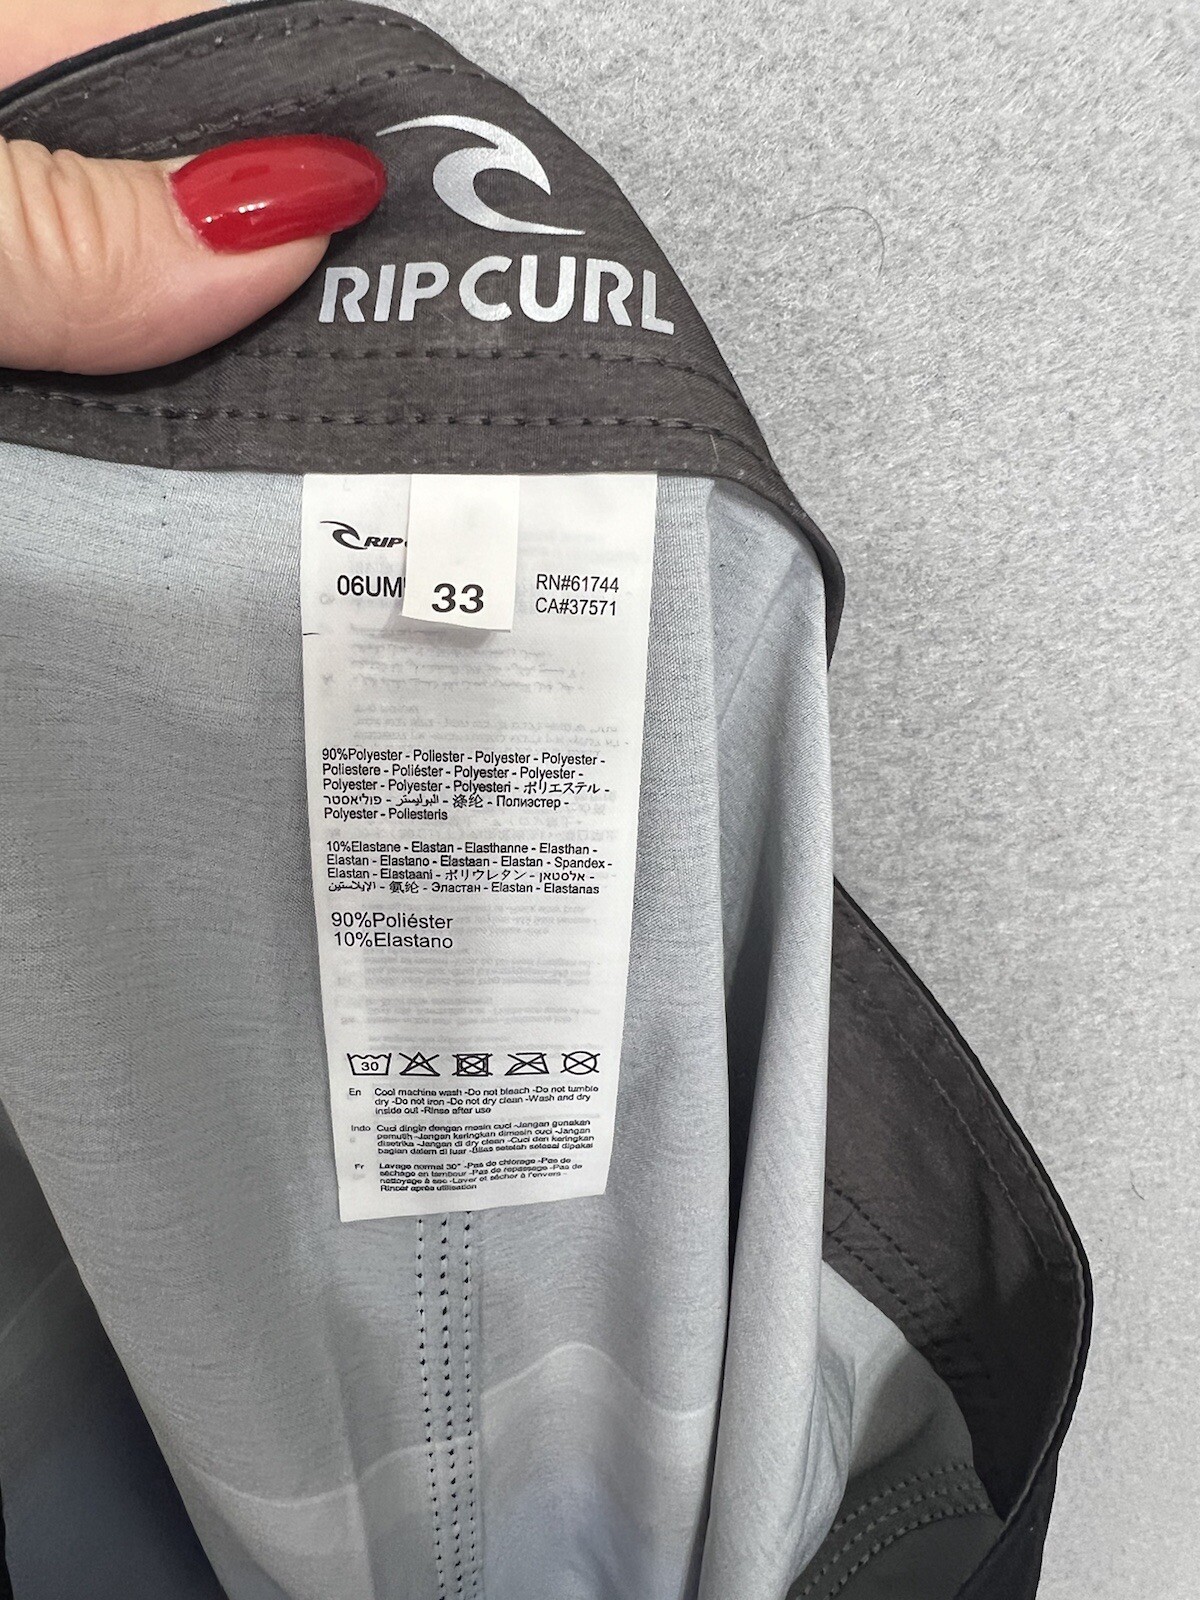 RIP CURL
RIP
06UM
33
RN#61744
CA#37571
90%Polyester - Poliester - Polyester - Polyester -
Poliestere - Poliéster - Polyester - Polyester -
Polyester - Polyester - Polyesteri - ポリエステル -
פוליאסטר - البوليستر - 涤纶 - Полиэстер -
Polyester - Poliesteris
10%Elastane - Elastan - Elasthanne - Elasthan -
Elastan - Elastano - Elastaan - Elastan - Spandex -
Elastan - Elastaani - ポリウレタン - אלסטאן -
الايلاستين - 氨纶 - Эластан - Elastan - Elastanas
90%Poliéster
10%Elastano
30
En Cool machine wash -Do not bleach -Do not tumble
dry -Do not iron -Do not dry clean -Wash and dry
inside out -Rinse after use
Indo Cuci dingin dengan mesin cuci -Jangan gunakan
pemutih -Jangan keringkan dimesin cuci -Jangan
disetrika -Jangan di dry clean -Cuci dan keringkan
bagian dalam di luar -Bilas setelah selesai dipakai
Fr Lavage normal 30° -Pas de chlorage -Pas de
séchage en tambour -Pas de repassage -Pas de
nettoyage à sec -Laver et sécher à l'envers -
Rincer après utilisation